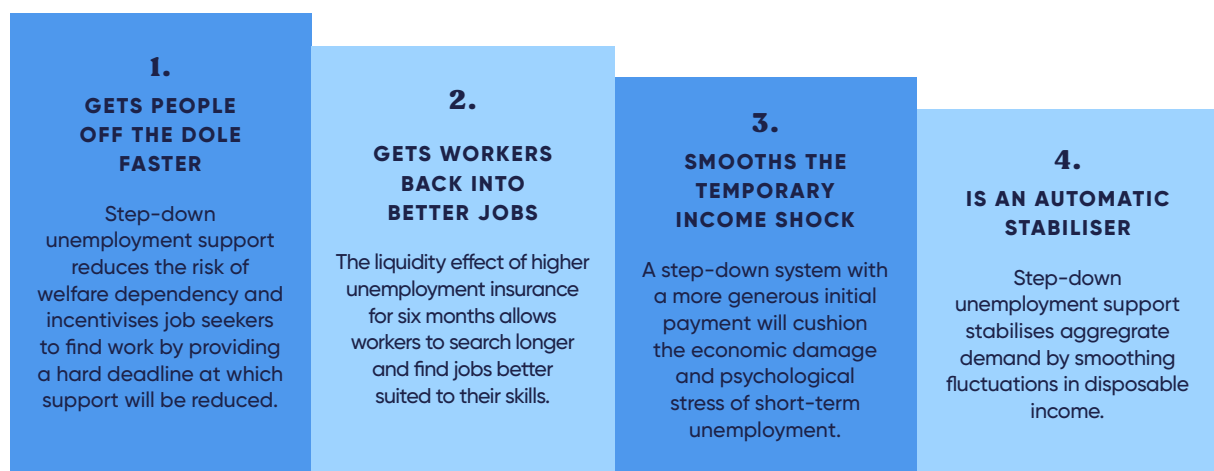 1.
GETS PEOPLE
OFF THE DOLE
FASTER
Step-down
unemployment support
reduces the risk of
welfare dependency and
incentivises job seekers
to find work by providing
a hard deadline at which
support will be reduced.
2.
GETS WORKERS
BACK INTO
BETTER JOBS
The liquidity effect of higher
unemployment insurance
for six months allows
workers to search longer
and find jobs better
suited to their skills.
3.
SMOOTHS THE
TEMPORARY
INCOME SHOCK
A step-down system with
a more generous initial
payment will cushion
the economic damage
and psychological
stress of short-term
unemployment.
4.
IS AN AUTOMATIC
STABILISER
Step-down
unemployment support
stabilises aggregrate
demand by smoothing
fluctuations in disposable
income.